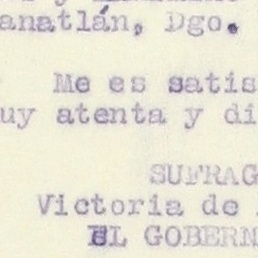 anatlán, Dgo.
Me es satis
uy atenta y di
SUFRAG
Victoria de
EL GOBERN